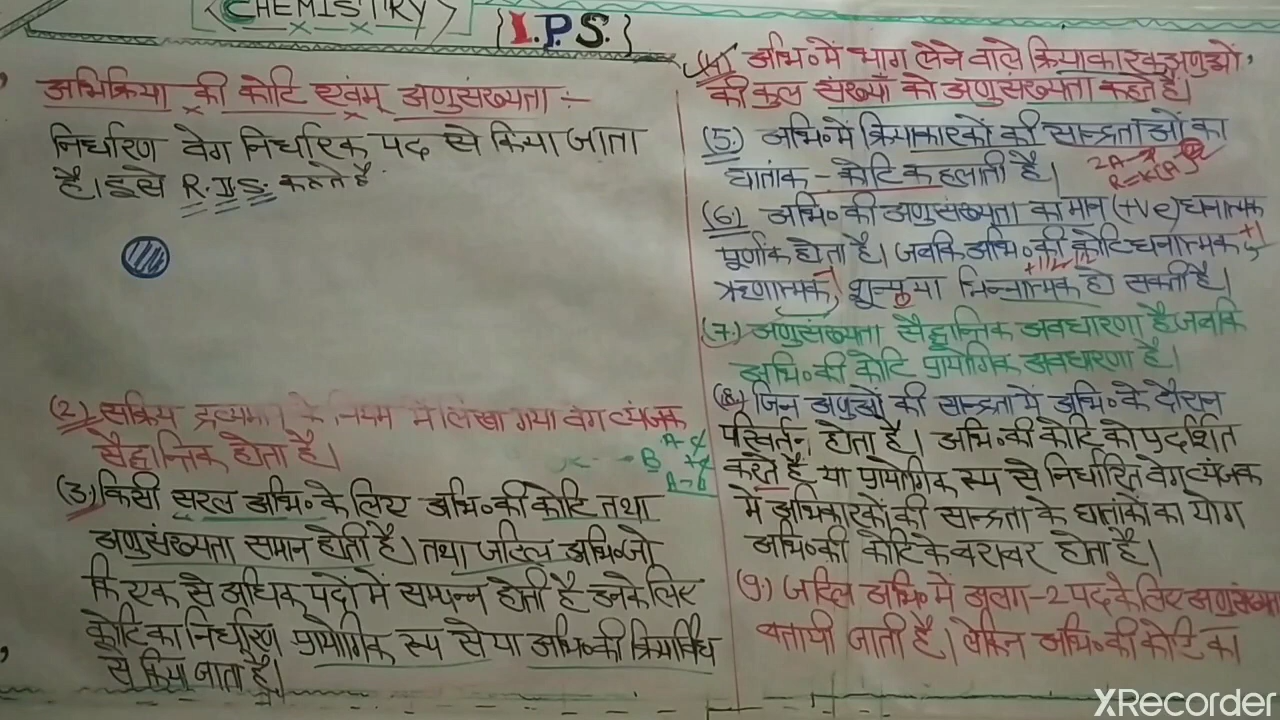 CHEMISTRY
{I.P.S.}
अभिक्रिया की कोटि एवंम् अणुसंख्यता :-
निर्धारण वेग निर्धारक पद से किया जाता
है। इसे R.D.S. कहते है.
(2) सक्रिय द्रव्यमान के नियम में लिखा गया वेग व्यंजक
सैद्धान्तिक होता है।
(3) किसी सरल अभि० के लिए अभि० की कोटि तथा
अणुसंख्यता समान होती है। तथा जटिल अभि० जो
कि एक से अधिक पदों में सम्पन्न होती है उनके लिए
कोटि का निर्धारण प्रायोगिक रूप से या अभि० की क्रियाविधि
से किया जाता है।
(4) अभि० में भाग लेने वाले क्रियाकारक अणुओं
की कुल संख्या को अणुसंख्यता कहते है।
(5.) अभि० में क्रियाकारकों की सान्द्रताओं का
घातांक - कोटि कहलाती है।
(6) अभि० की अणुसंख्यता का मान (+ve) धनात्मक
पूर्णांक होता है। जबकि अभि० की कोटि धनात्मक, +1
ऋणात्मक, -1 शून्य 0 या भिन्नात्मक हो सकती है।
(7.) अणुसंख्यता सैद्धान्तिक अवधारणा है जबकि
अभि० की कोटि प्रायोगिक अवधारणा है।
(8) जिन अणुओं की सान्द्रता में अभि० के दौरान
परिवर्तन होता है। अभि० की कोटि को प्रदर्शित
करते है या प्रायोगिक रूप से निर्धारित वेग व्यंजक
में अभिकारकों की सान्द्रता के घातांकों का योग
अभि० की कोटि के बराबर होता है।
(9) जटिल अभि० में अलग-2 पद के लिए अणुसंख्यता
बतायी जाती है। लेकिन अभि० की कोटि का
XRecorder